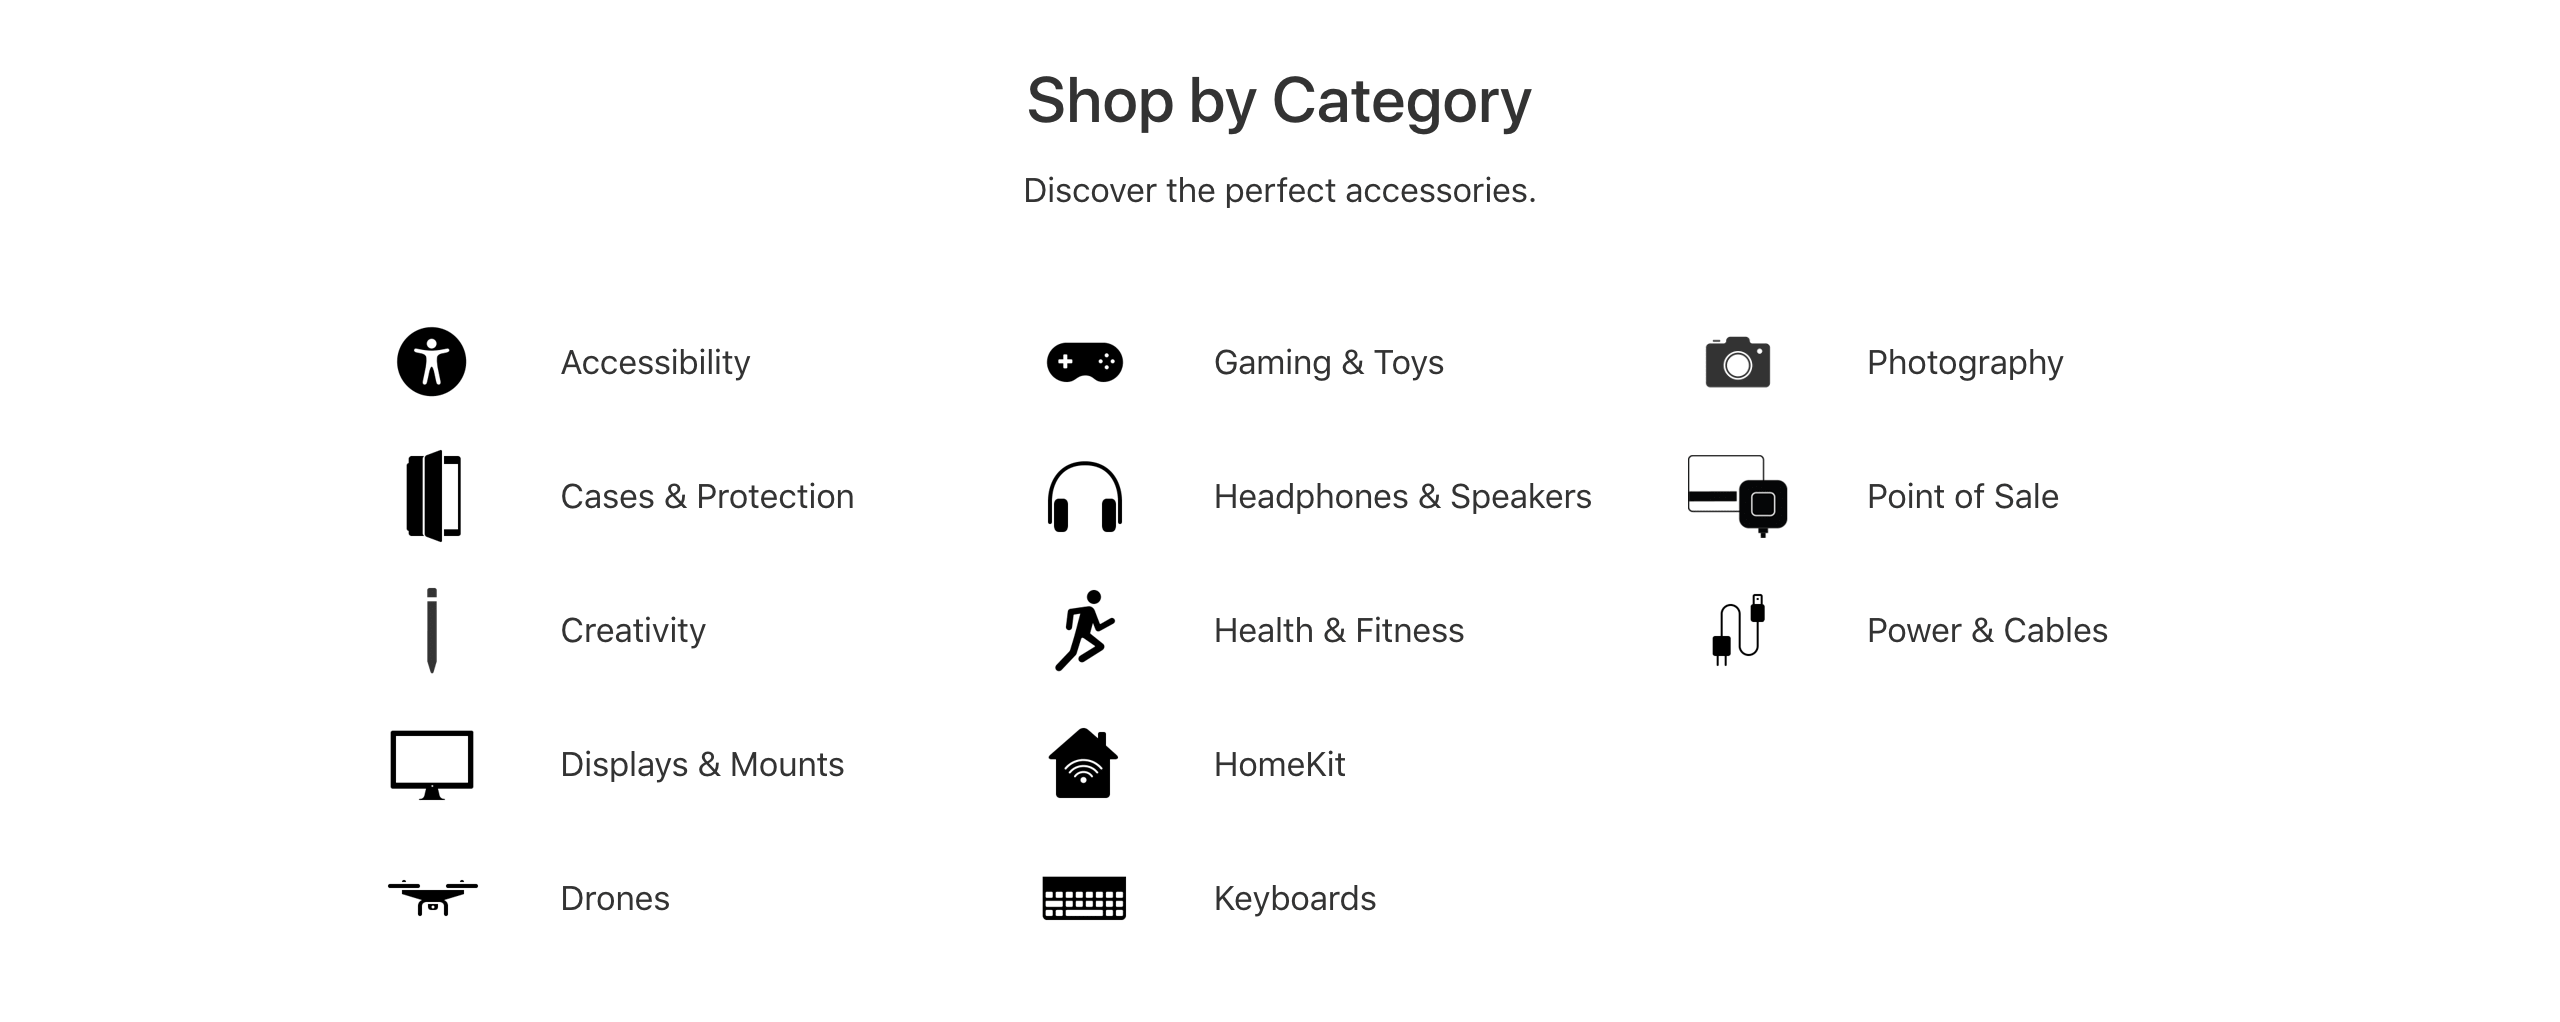 Shop by Category
Discover the perfect accessories.
Accessibility
Cases & Protection
Creativity
Displays & Mounts
Drones
Gaming & Toys
Headphones & Speakers
Health & Fitness
HomeKit
Keyboards
Photography
Point of Sale
Power & Cables